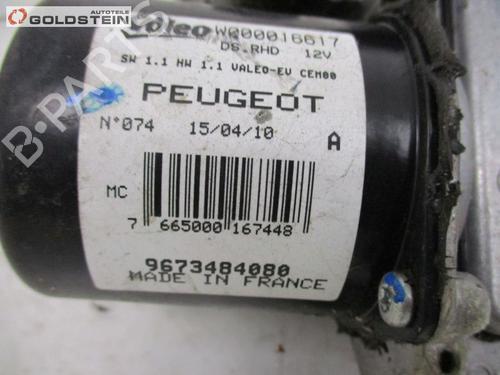 AUTOTEILE
GOLDSTEIN
Valeo W000016617
DS.RHD 12V
SW 1.1 HW 1.1 VALEO-EV CEM00
PEUGEOT
N°074 15/04/10 A
MC
7 665000 167448
9673484080
MADE IN FRANCE